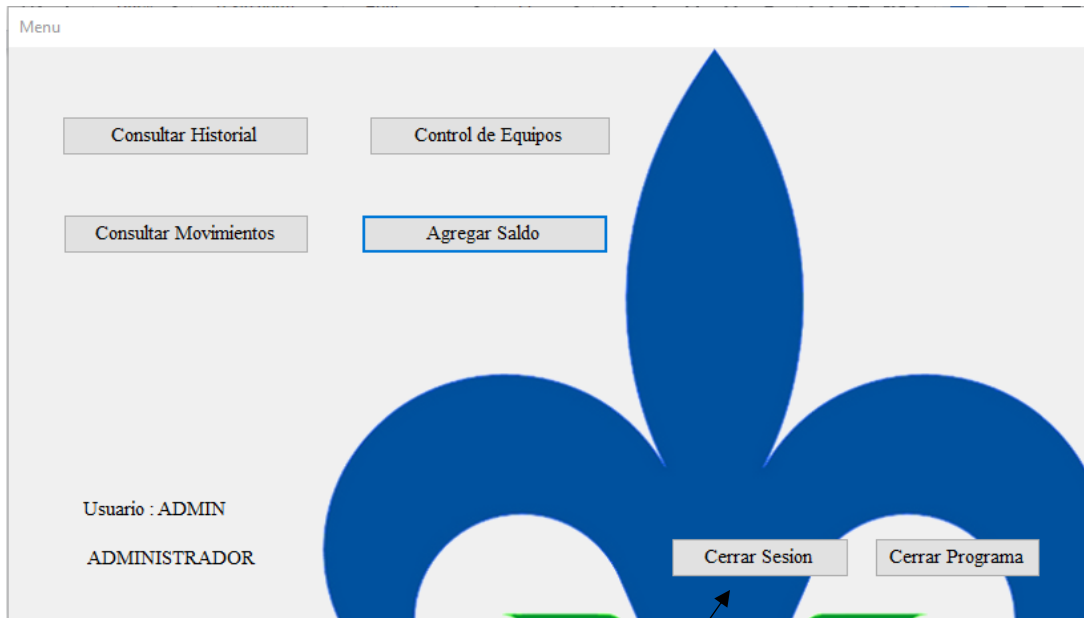 Menu
Consultar Historial
Control de Equipos
Consultar Movimientos
Agregar Saldo
Usuario : ADMIN
ADMINISTRADOR
Cerrar Sesion
Cerrar Programa